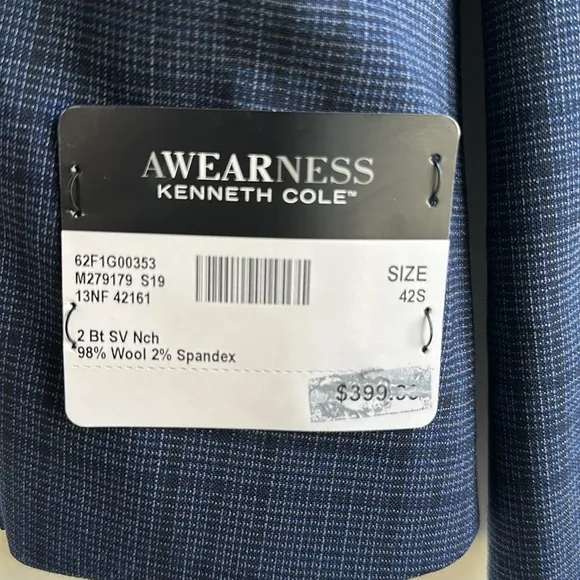 AWEARNESS
KENNETH COLE™
62F1G00353
M279179 S19
13NF 42161
SIZE
42S
2 Bt SV Nch
98% Wool 2% Spandex